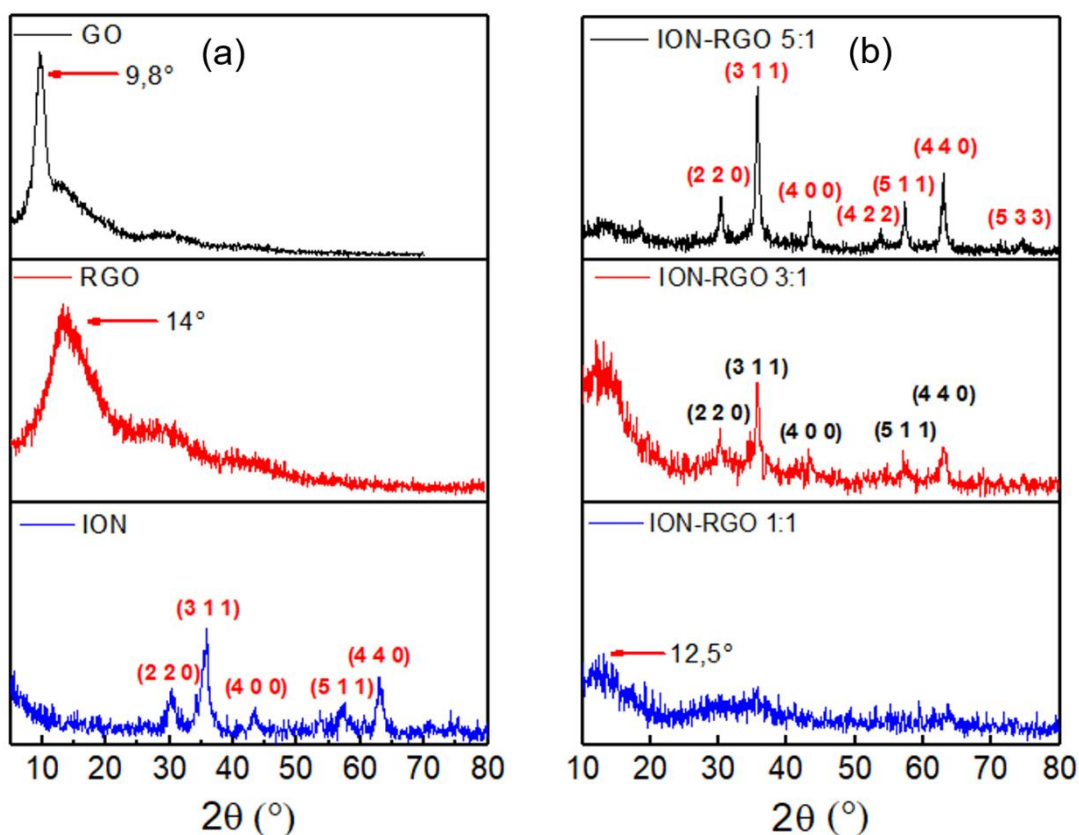 GO
(a)
9,8°
RGO
14°
ION
(3 1 1)
(2 2 0)
(4 0 0)
(5 1 1)
(4 4 0)
10 20 30 40 50 60 70 80
2θ (°)
ION-RGO 5:1
(b)
(3 1 1)
(4 4 0)
(2 2 0)
(5 1 1)
(4 0 0)
(4 2 2)
(5 3 3)
ION-RGO 3:1
(3 1 1)
(4 4 0)
(2 2 0)
(4 0 0)
(5 1 1)
ION-RGO 1:1
12,5°
10 20 30 40 50 60 70 80
2θ (°)